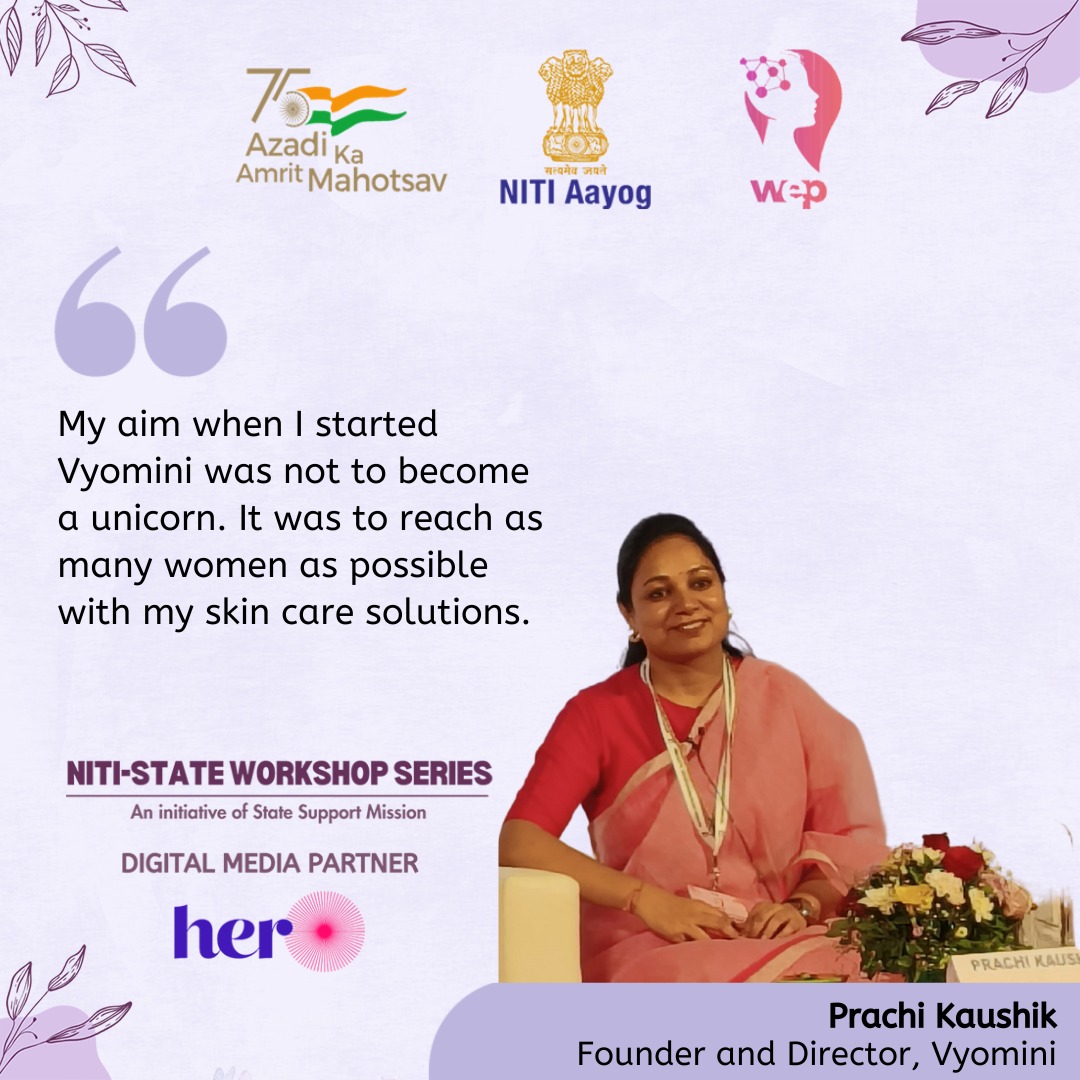 75
Azadi Ka
Amrit Mahotsav
सत्यमेव जयते
NITI Aayog
wep
My aim when I started
Vyomini was not to become
a unicorn. It was to reach as
many women as possible
with my skin care solutions.
NITI-STATE WORKSHOP SERIES
An initiative of State Support Mission
DIGITAL MEDIA PARTNER
her
PRACHI KAUSH
Prachi Kaushik
Founder and Director, Vyomini